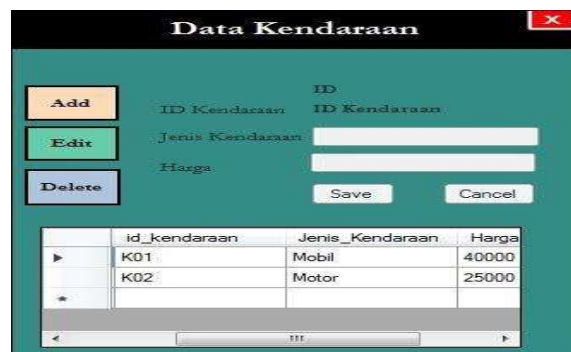 Data Kendaraan
X
Add
Edit
Delete
ID
ID Kendaraan ID Kendaraan
Jenis Kendaraan
Harga
Save Cancel
id_kendaraan Jenis_Kendaraan Harga
K01 Mobil 40000
K02 Motor 25000